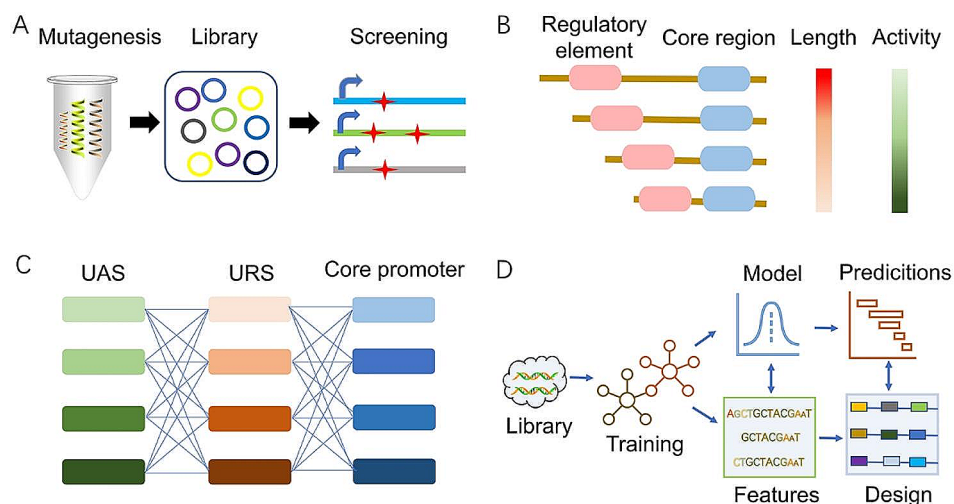 A
Mutagenesis
Library
Screening
B
Regulatory
element
Core region
Length
Activity
C
UAS
URS
Core promoter
D
Model
Predicitions
Library
Training
AGCTGCTACGAAT
GCTACGAAT
CTGCTACGAAT
Features
Design